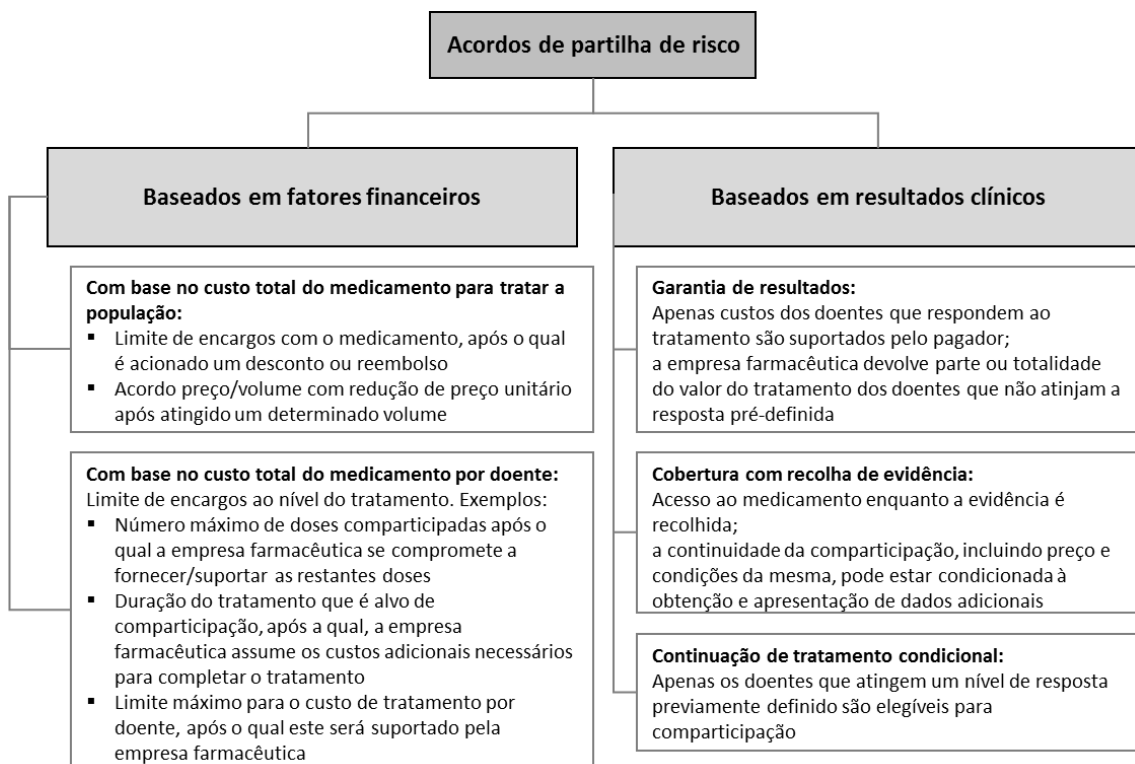 Acordos de partilha de risco
Baseados em fatores financeiros
Com base no custo total do medicamento para tratar a
população:
▪ Limite de encargos com o medicamento, após o qual
é acionado um desconto ou reembolso
▪ Acordo preço/volume com redução de preço unitário
após atingido um determinado volume
Com base no custo total do medicamento por doente:
Limite de encargos ao nível do tratamento. Exemplos:
▪ Número máximo de doses comparticipadas após o
qual a empresa farmacêutica se compromete a
fornecer/suportar as restantes doses
▪ Duração do tratamento que é alvo de
comparticipação, após a qual, a empresa
farmacêutica assume os custos adicionais necessários
para completar o tratamento
▪ Limite máximo para o custo de tratamento por
doente, após o qual este será suportado pela
empresa farmacêutica
Baseados em resultados clínicos
Garantia de resultados:
Apenas custos dos doentes que respondem ao
tratamento são suportados pelo pagador;
a empresa farmacêutica devolve parte ou totalidade
do valor do tratamento dos doentes que não atinjam a
resposta pré-definida
Cobertura com recolha de evidência:
Acesso ao medicamento enquanto a evidência é
recolhida;
a continuidade da comparticipação, incluindo preço e
condições da mesma, pode estar condicionada à
obtenção e apresentação de dados adicionais
Continuação de tratamento condicional:
Apenas os doentes que atingem um nível de resposta
previamente definido são elegíveis para
comparticipação